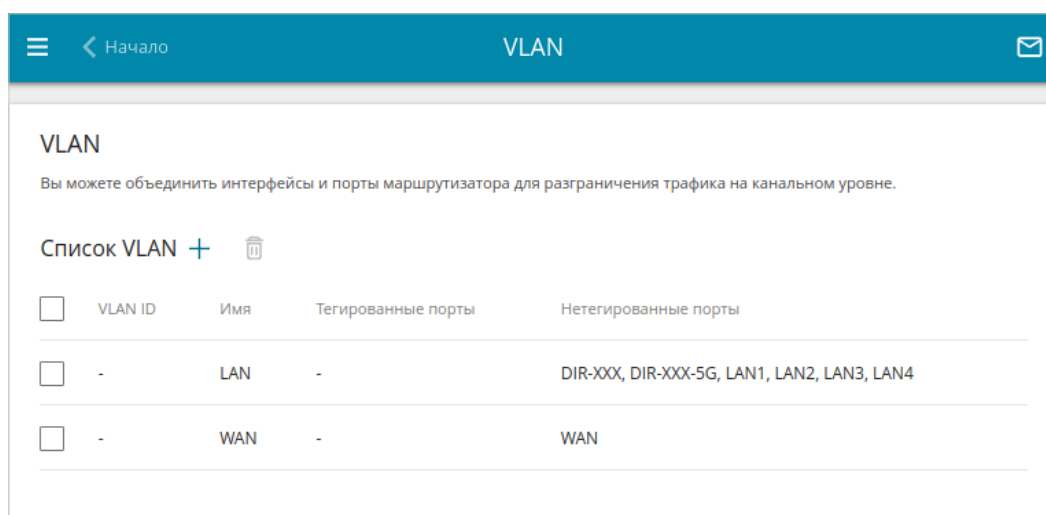 Начало VLAN
VLAN
Вы можете объединить интерфейсы и порты маршрутизатора для разграничения трафика на канальном уровне.
Список VLAN +
VLAN ID Имя Тегированные порты Нетегированные порты
- LAN - DIR-XXX, DIR-XXX-5G, LAN1, LAN2, LAN3, LAN4
- WAN - WAN